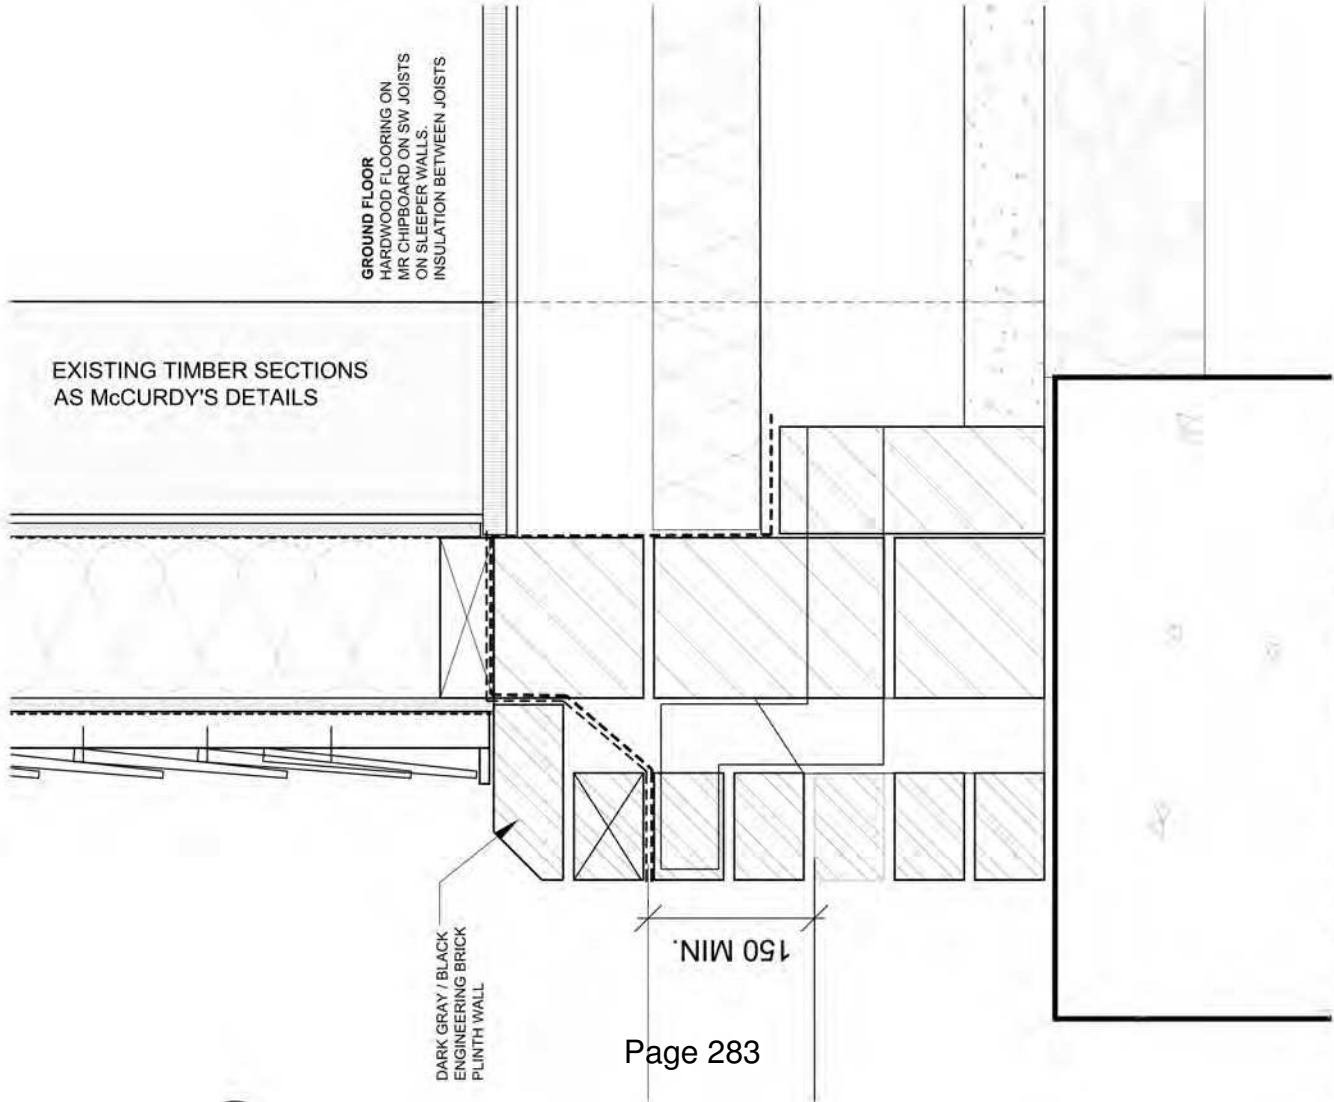 GROUND FLOOR
HARDWOOD FLOORING ON
MR CHIPBOARD ON SW JOISTS
ON SLEEPER WALLS.
INSULATION BETWEEN JOISTS
EXISTING TIMBER SECTIONS
AS McCURDY'S DETAILS
DARK GRAY / BLACK
ENGINEERING BRICK
PLINTH WALL
150 MIN.
Page 283